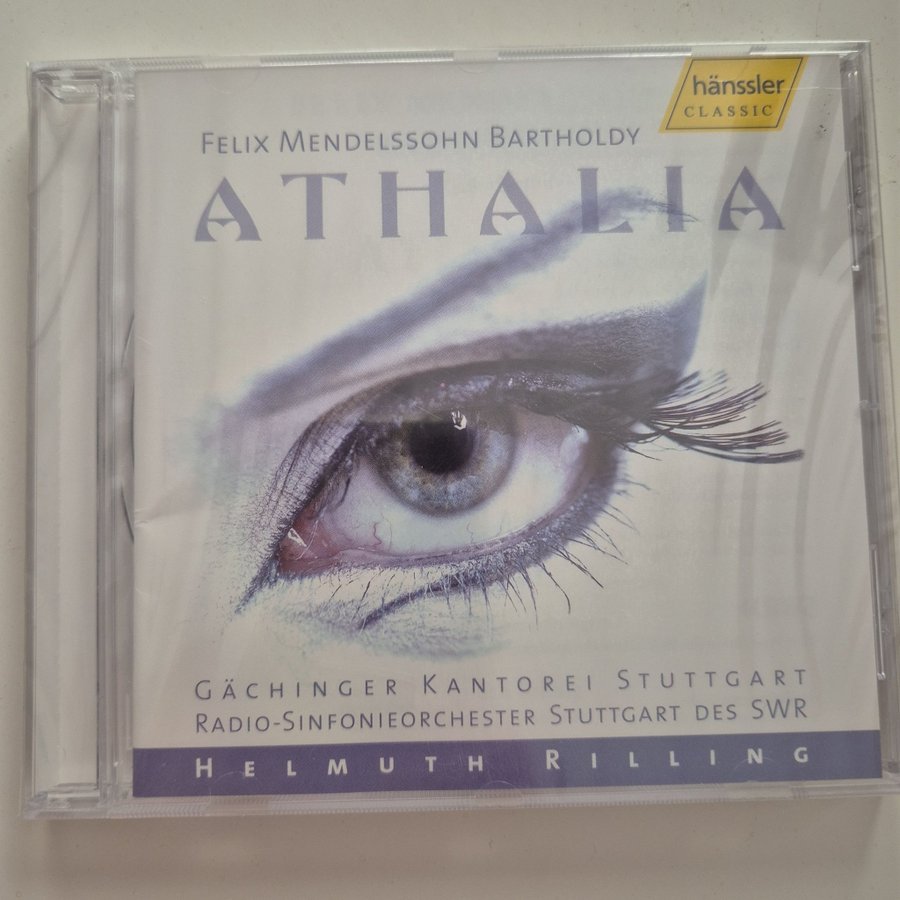 hänssler
CLASSIC
FELIX MENDELSSOHN BARTHOLDY
ATHALIA
GÄCHINGER KANTOREI STUTTGART
RADIO-SINFONIEORCHESTER STUTTGART DES SWR
HELMUTH RILLING